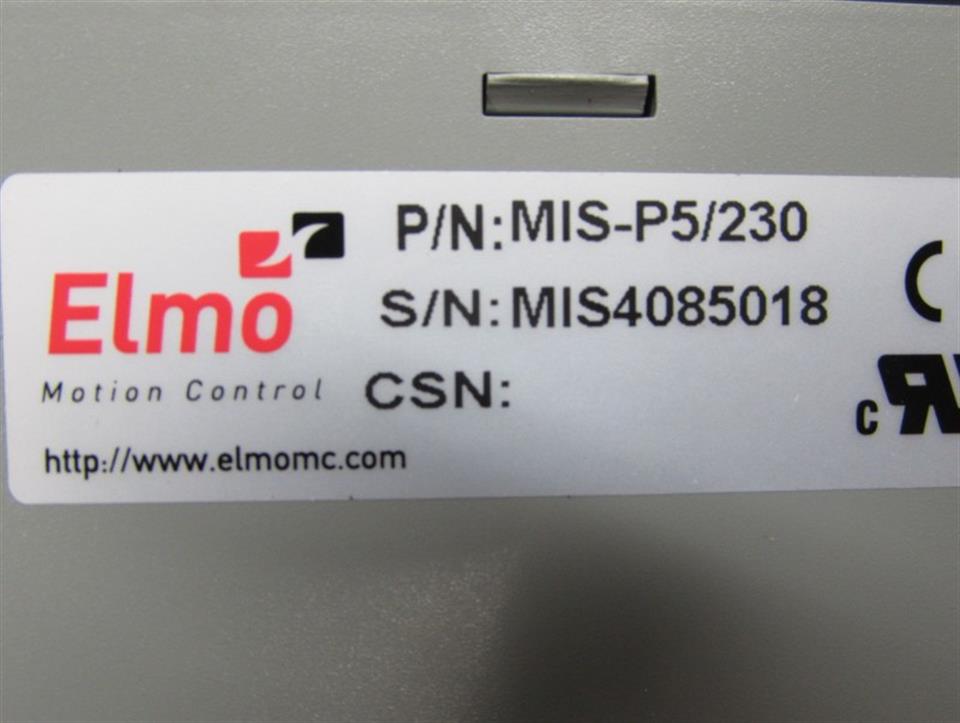 P/N: MIS-P5/230
Elmo S/N: MIS4085018
Motion Control CSN:
http://www.elmomc.com
C
c